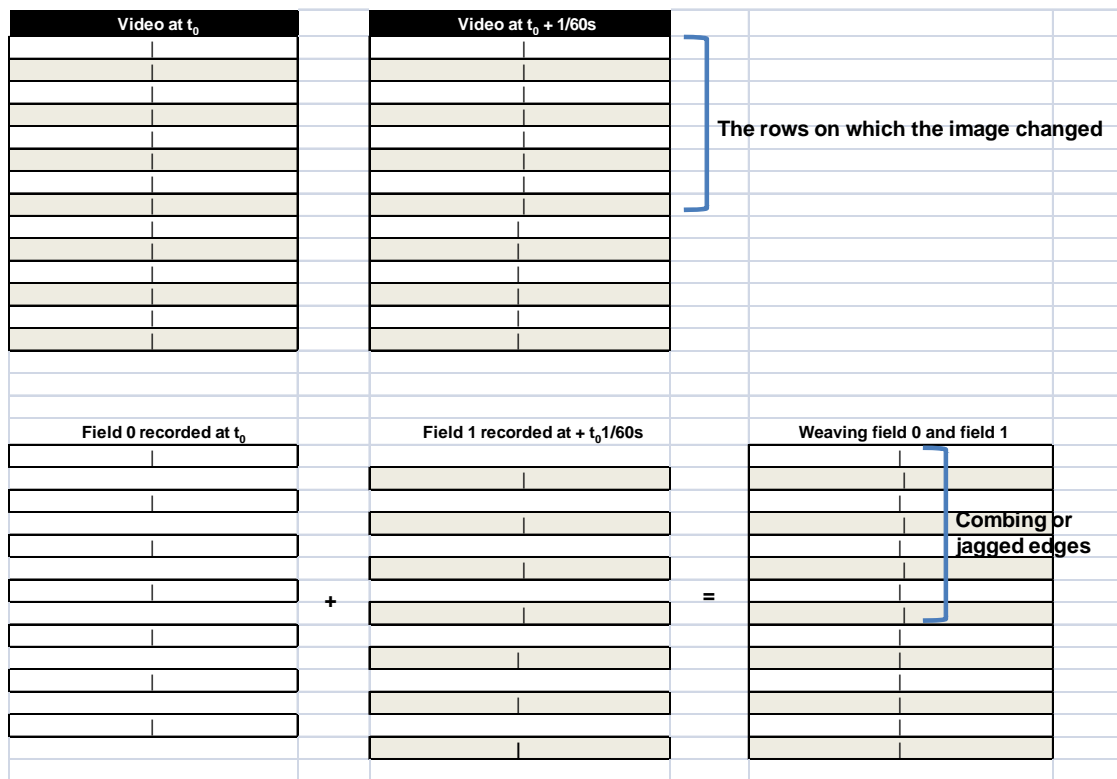 Video at t0
Video at t0 + 1/60s
The rows on which the image changed
Field 0 recorded at t0
Field 1 recorded at + t01/60s
Weaving field 0 and field 1
Combing or
jagged edges
+
=